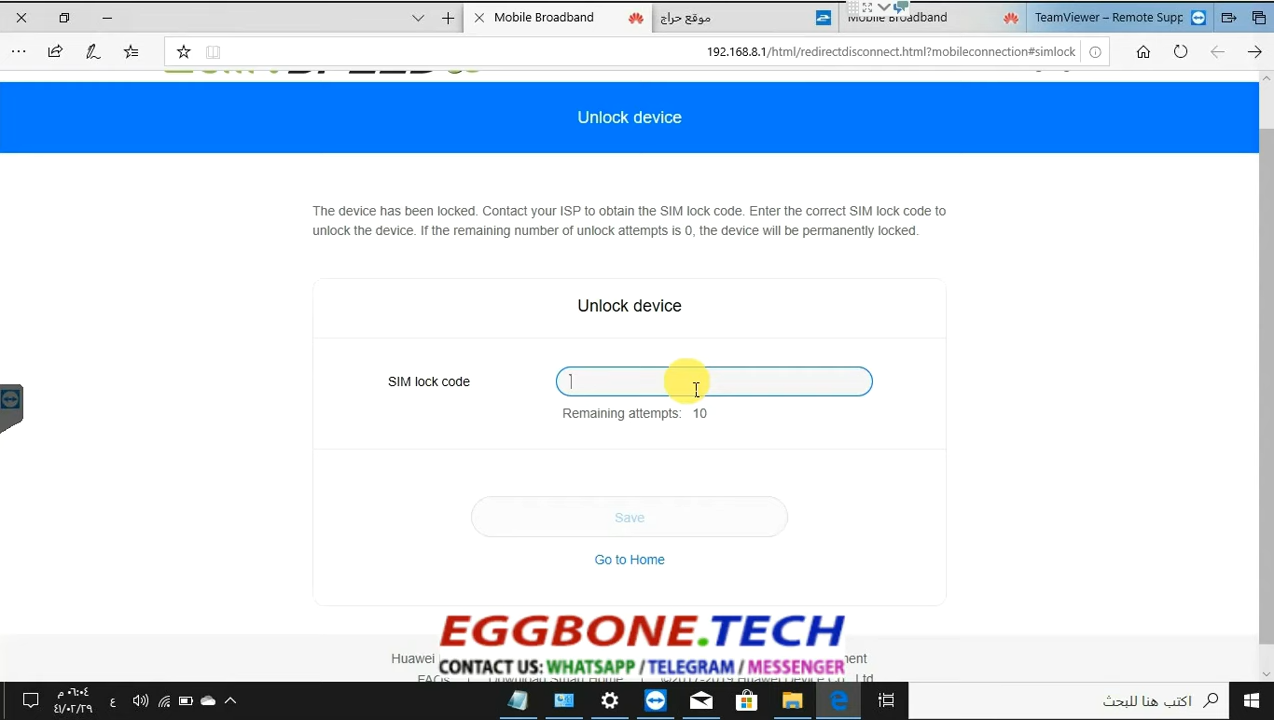 Mobile Broadband
موقع حراج
Mobile Broadband
TeamViewer – Remote Supp
192.168.8.1/html/redirectdisconnect.html?mobileconnection#simlock
Unlock device
The device has been locked. Contact your ISP to obtain the SIM lock code. Enter the correct SIM lock code to
unlock the device. If the remaining number of unlock attempts is 0, the device will be permanently locked.
Unlock device
SIM lock code
Remaining attempts: 10
Save
Go to Home
EGGBONE.TECH
Huawei
CONTACT US: WHATSAPP / TELEGRAM / MESSENGER
اكتب هنا للبحث